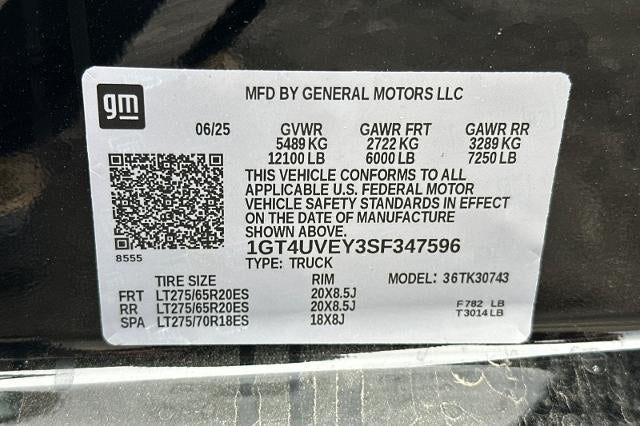 gm
MFD BY GENERAL MOTORS LLC
06/25 GVWR GAWR FRT GAWR RR
5489 KG 2722 KG 3289 KG
12100 LB 6000 LB 7250 LB
THIS VEHICLE CONFORMS TO ALL
APPLICABLE U.S. FEDERAL MOTOR
VEHICLE SAFETY STANDARDS IN EFFECT
ON THE DATE OF MANUFACTURE
SHOWN ABOVE.
8555 1GT4UVEY3SF347596
TYPE: TRUCK
TIRE SIZE RIM MODEL: 36TK30743
FRT LT275/65R20ES 20X8.5J
RR LT275/65R20ES 20X8.5J F 782 LB
SPA LT275/70R18ES 18X8J T3014 LB